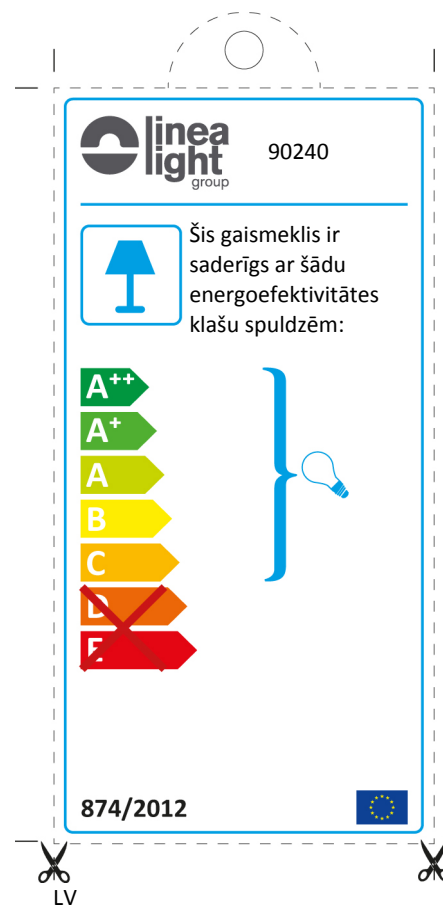 linea
light
group
90240
Šis gaismeklis ir
saderīgs ar šādu
energoefektivitātes
klašu spuldzēm:
A++
A+
A
B
C
D
E
874/2012
LV